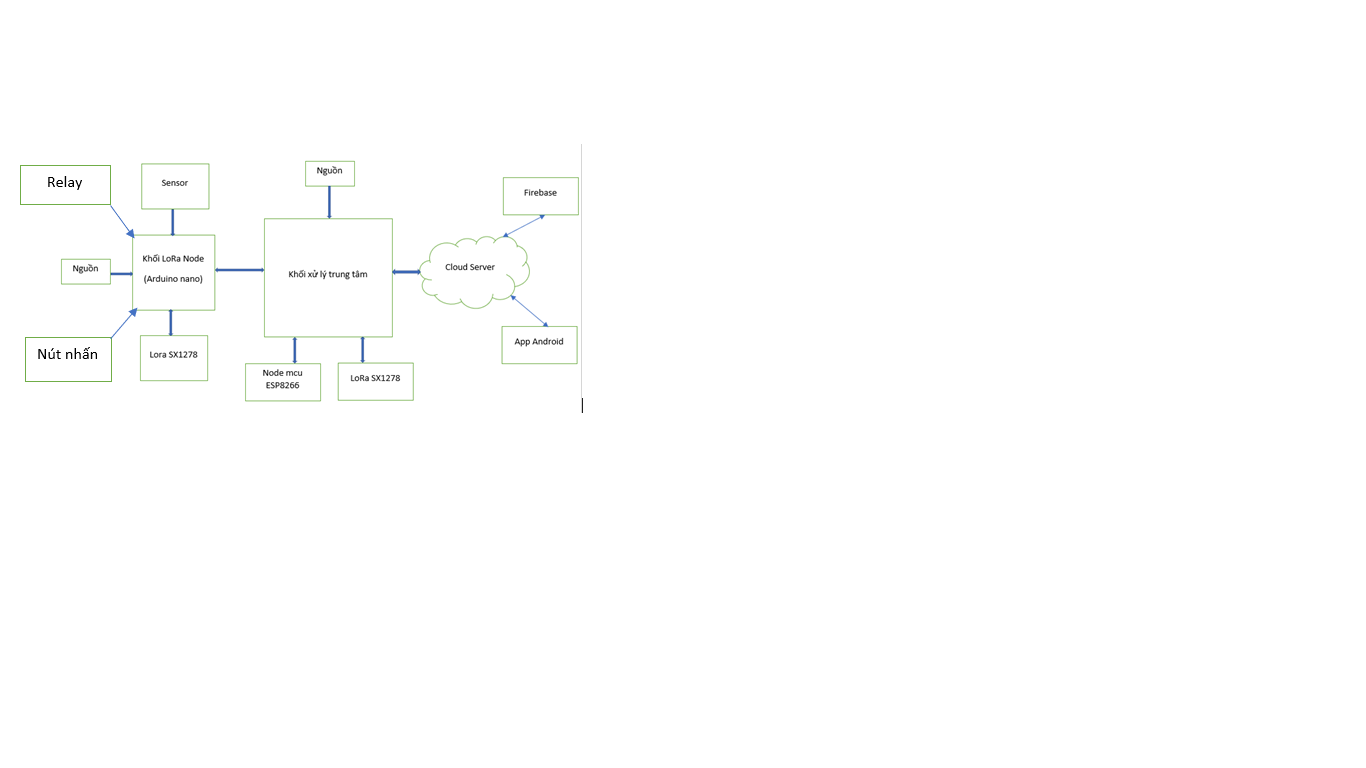 Relay
Sensor
Nguồn
Firebase
Khối LoRa Node
(Arduino nano)
Nguồn
Khối xử lý trung tâm
Cloud Server
Nút nhấn
Lora SX1278
Node mcu
ESP8266
LoRa SX1278
App Android